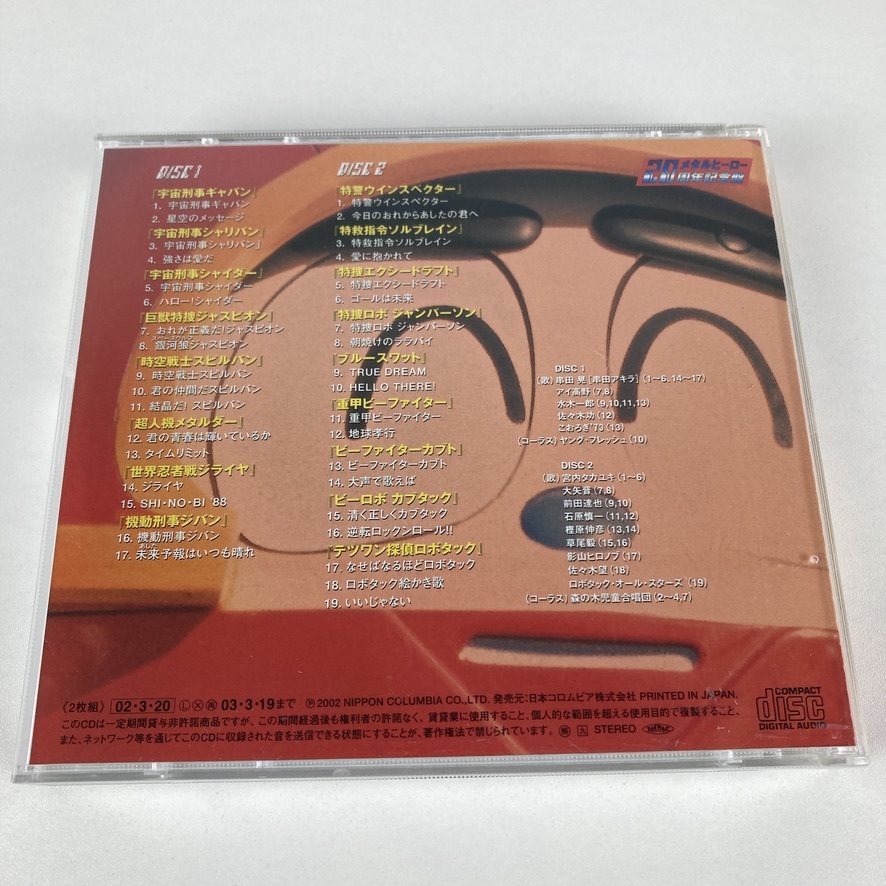 DISC 1
『宇宙刑事ギャバン』
1. 宇宙刑事ギャバン
2. 星空のメッセージ
『宇宙刑事シャリバン』
3. 宇宙刑事シャリバン
4. 強さは愛だ
『宇宙刑事シャイダー』
5. 宇宙刑事シャイダー
6. ハロー!シャイダー
『巨獣特捜ジャスピオン』
7. おれが正義だ!ジャスピオン
スペースウルフ
8. 銀河狼ジャスピオン
『時空戦士スピルバン』
9. 時空戦士スピルバン
10. 君の仲間だスピルバン
11. 結晶だ! スピルバン
『超人機メタルダー』
12. 君の青春は輝いているか
13. タイムリミット
『世界忍者戦ジライヤ』
14. ジライヤ
15. SHI・NO・BI '88
『機動刑事ジバン』
16. 機動刑事ジバン
あした
17. 未来予報はいつも晴れ
DISC 2
『特警ウインスペクター』
1. 特警ウインスペクター
2. 今日のおれからあしたの君へ
『特救指令ソルブレイン』
3. 特救指令ソルブレイン
4. 愛に抱かれて
『特捜エクシードラフト』
5. 特捜エクシードラフト
6. ゴールは未来
『特捜ロボ ジャンパーソン』
7. 特捜ロボ ジャンパーソン
8. 朝焼けのララバイ
『ブルースワット』
9. TRUE DREAM
10. HELLO THERE!
『重甲ビーファイター』
11. 重甲ビーファイター
12. 地球孝行
『ビーファイターカブト』
13. ビーファイターカブト
14. 大声で歌えば
『ビーロボ カブタック』
15. 清く正しくカブタック
16. 逆転ロックンロール!!
『テツワン探偵ロボタック』
17. なせばなるほどロボタック
18. ロボタック絵かき歌
19. いいじゃない
メタルヒーロー
20周年記念盤
DISC 1
(歌) 串田 晃 [串田アキラ] (1〜6、14〜17)
アイ高野 (7,8)
水木一郎 (9,10,11,13)
佐々木功 (12)
こおろぎ'73 (13)
(コーラス) ヤング・フレッシュ (10)
DISC 2
(歌) 宮内タカユキ (1〜6)
大矢晋 (7,8)
前田達也 (9,10)
石原慎一 (11,12)
樫原伸彦 (13,14)
草尾毅 (15,16)
影山ヒロノブ (17)
佐々木望 (18)
ロボタック・オール・スターズ (19)
(コーラス) 森の木児童合唱団 (2〜4,7)
〈2枚組〉 02・3・20 Ⓛ Ⓧ 再 03・3・19まで ℗2002 NIPPON COLUMBIA CO.,LTD. 発売元:日本コロムビア株式会社 PRINTED IN JAPAN.
このCDは一定期間貸与非許諾商品ですが、この期間経過後も権利者の許諾なく、賃貸業に使用すること、個人的な範囲を超える使用目的で複製すること、
また、ネットワーク等を通じてこのCDに収録された音を送信できる状態にすることが、著作権法で禁じられています。 STEREO
COMPACT
disc
DIGITAL AUDIO